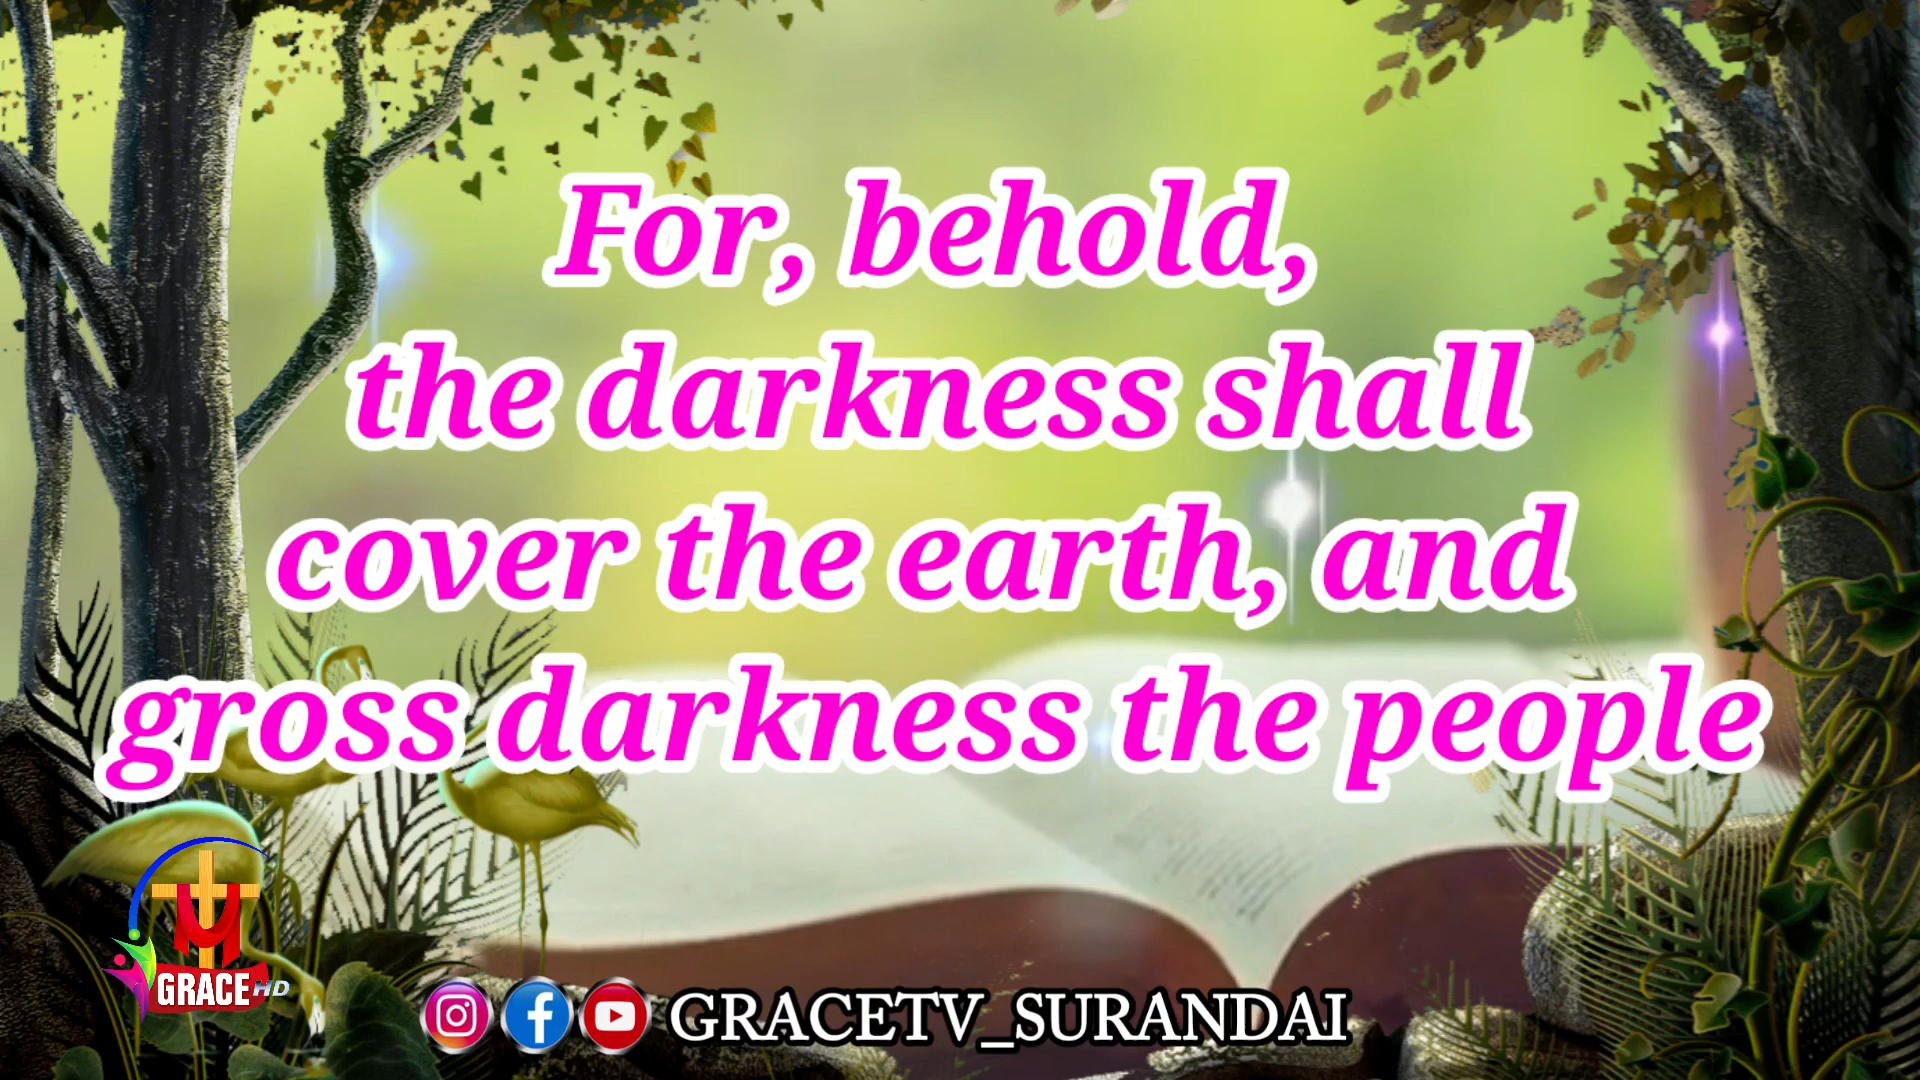 For, behold,
the darkness shall
cover the earth, and
gross darkness the people
GRACE HD
GRACETV_SURANDAI